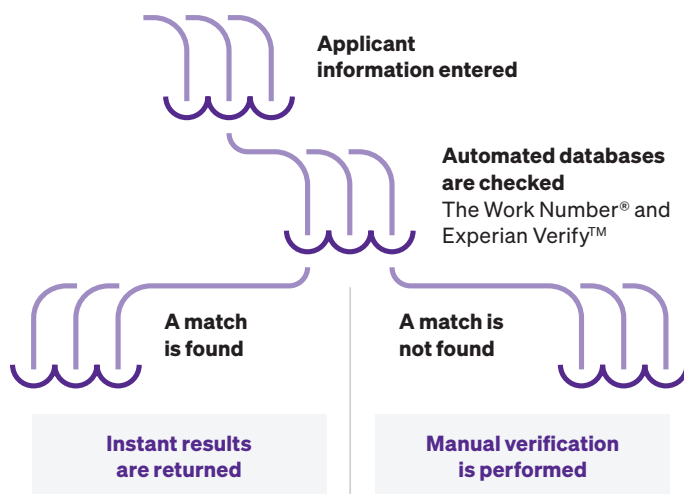 Applicant
information entered
Automated databases
are checked
The Work Number® and
Experian Verify™
A match
is found
A match is
not found
Instant results
are returned
Manual verification
is performed